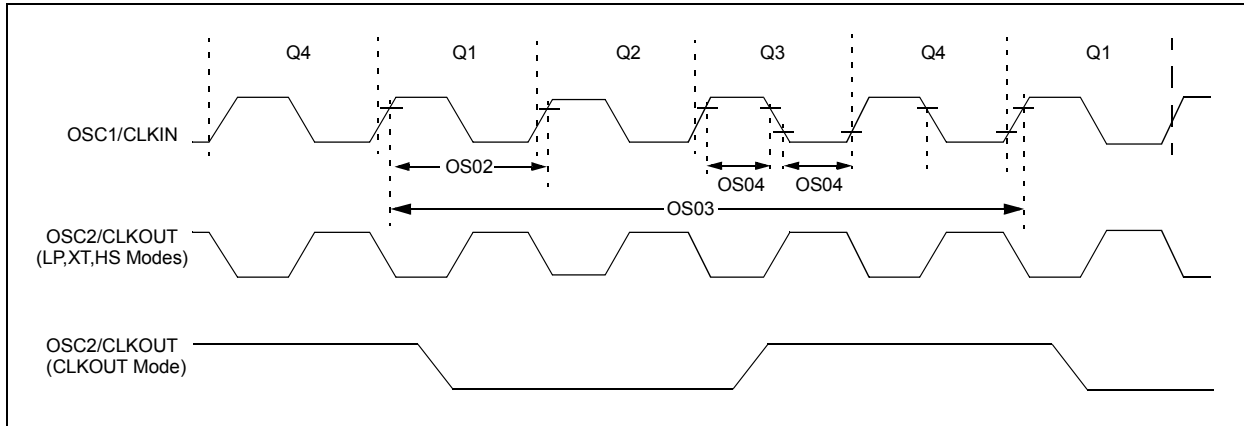 Q4 Q1 Q2 Q3 Q4 Q1
OSC1/CLKIN
OS02
OS04 OS04
OS03
OSC2/CLKOUT
(LP,XT,HS Modes)
OSC2/CLKOUT
(CLKOUT Mode)